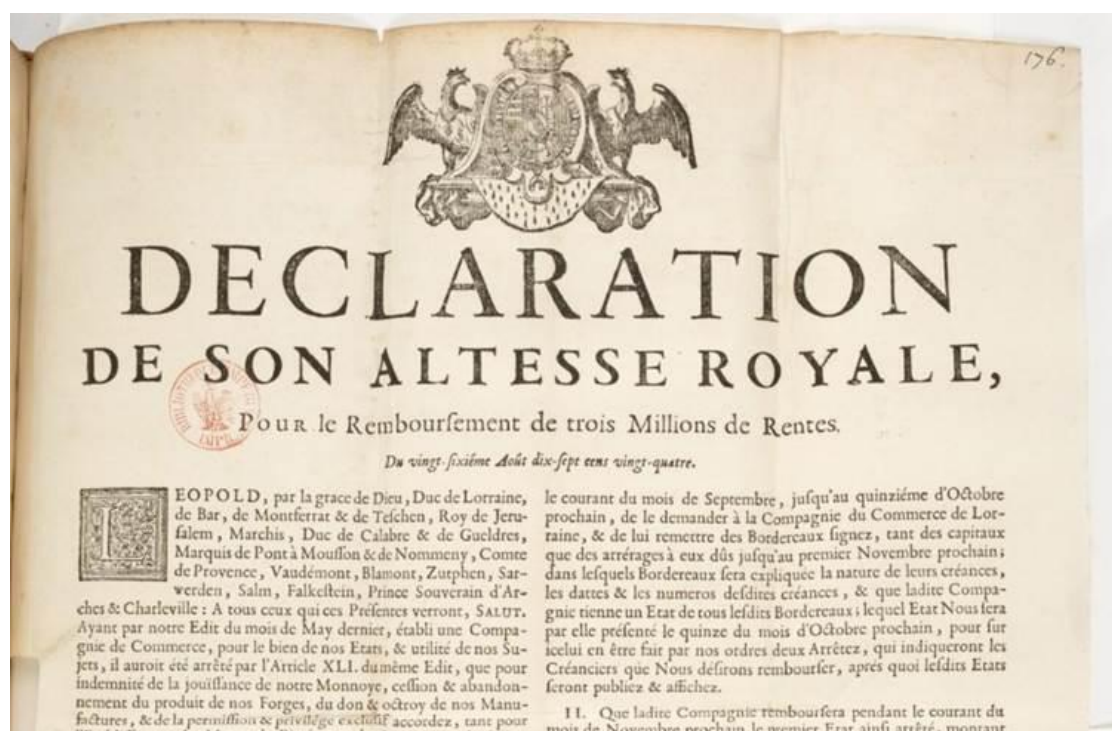 176.
DECLARATION
DE SON ALTESSE ROYALE,
POUR le Remboursement de trois Millions de Rentes.
Du vingt-sixiéme Août dix-sept cens vingt-quatre.
LEOPOLD, par la grace de Dieu, Duc de Lorraine,
de Bar, de Montferrat & de Teschen, Roy de Jeru-
salem, Marchis, Duc de Calabre & de Gueldres,
Marquis de Pont à Mousson & de Nommeny, Comte
de Provence, Vaudémont, Blamont, Zutphen, Sar-
werden, Salm, Falkestein, Prince Souverain d'Ar-
ches & Charleville : A tous ceux qui ces Présentes verront, SALUT.
Ayant par notre Edit du mois de May dernier, établi une Compa-
gnie de Commerce, pour le bien de nos Etats, & utilité de nos Su-
jets, il auroit été arrêté par l'Article XLI. du même Edit, que pour
indemnité de la joüissance de notre Monnoye, cession & abandon-
nement du produit de nos Forges, du don & octroy de nos Manu-
factures, & de la permission & privilége exclusif accordez, tant pour
le courant du mois de Septembre, jusqu'au quinziéme d'Octobre
prochain, de le demander à la Compagnie du Commerce de Lor-
raine, & de lui remettre des Bordereaux signez, tant des capitaux
que des arrérages à eux dûs jusqu'au premier Novembre prochain;
dans lesquels Bordereaux sera expliquée la nature de leurs créances,
les dattes & les numeros desdites créances, & que ladite Compa-
gnie tienne un Etat de tous lesdits Bordereaux; lequel Etat Nous sera
par elle présenté le quinze du mois d'Octobre prochain, pour sur
icelui en être fait par nos ordres deux Arrêtez, qui indiqueront les
Créanciers que Nous désirons rembourser, aprés quoi lesdits Etats
seront publiez & affichez.
II. Que ladite Compagnie remboursera pendant le courant du
mois de Novembre prochain le premier Etat ainsi arrêté, montant